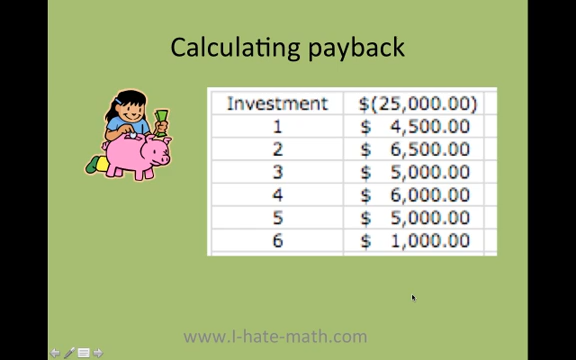 Calculating payback
Investment $(25,000.00)
1 $ 4,500.00
2 $ 6,500.00
3 $ 5,000.00
4 $ 6,000.00
5 $ 5,000.00
6 $ 1,000.00
www.I-hate-math.com